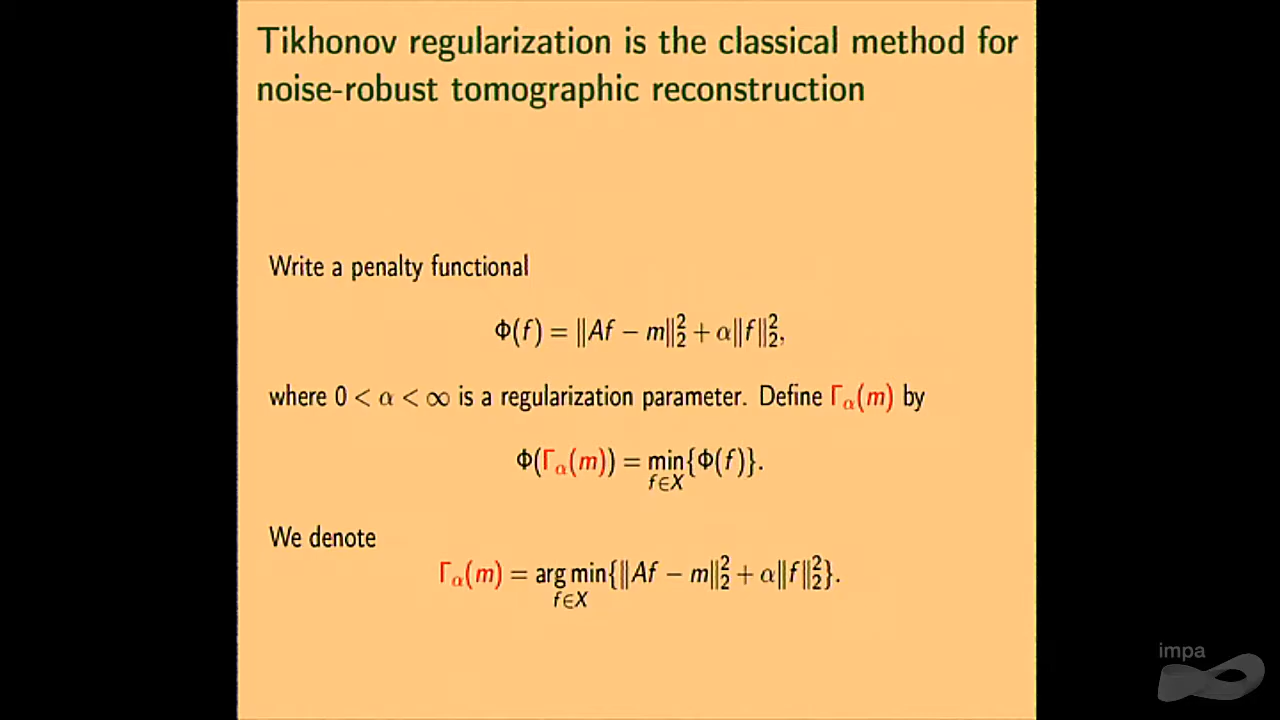 Tikhonov regularization is the classical method for
noise-robust tomographic reconstruction
Write a penalty functional
Φ(f) = ‖Af − m‖₂² + α‖f‖₂²,
where 0 < α < ∞ is a regularization parameter. Define Γα(m) by
Φ(Γα(m)) = min{Φ(f)}.
f∈X
We denote
Γα(m) = arg min{‖Af − m‖₂² + α‖f‖₂²}.
f∈X
impa